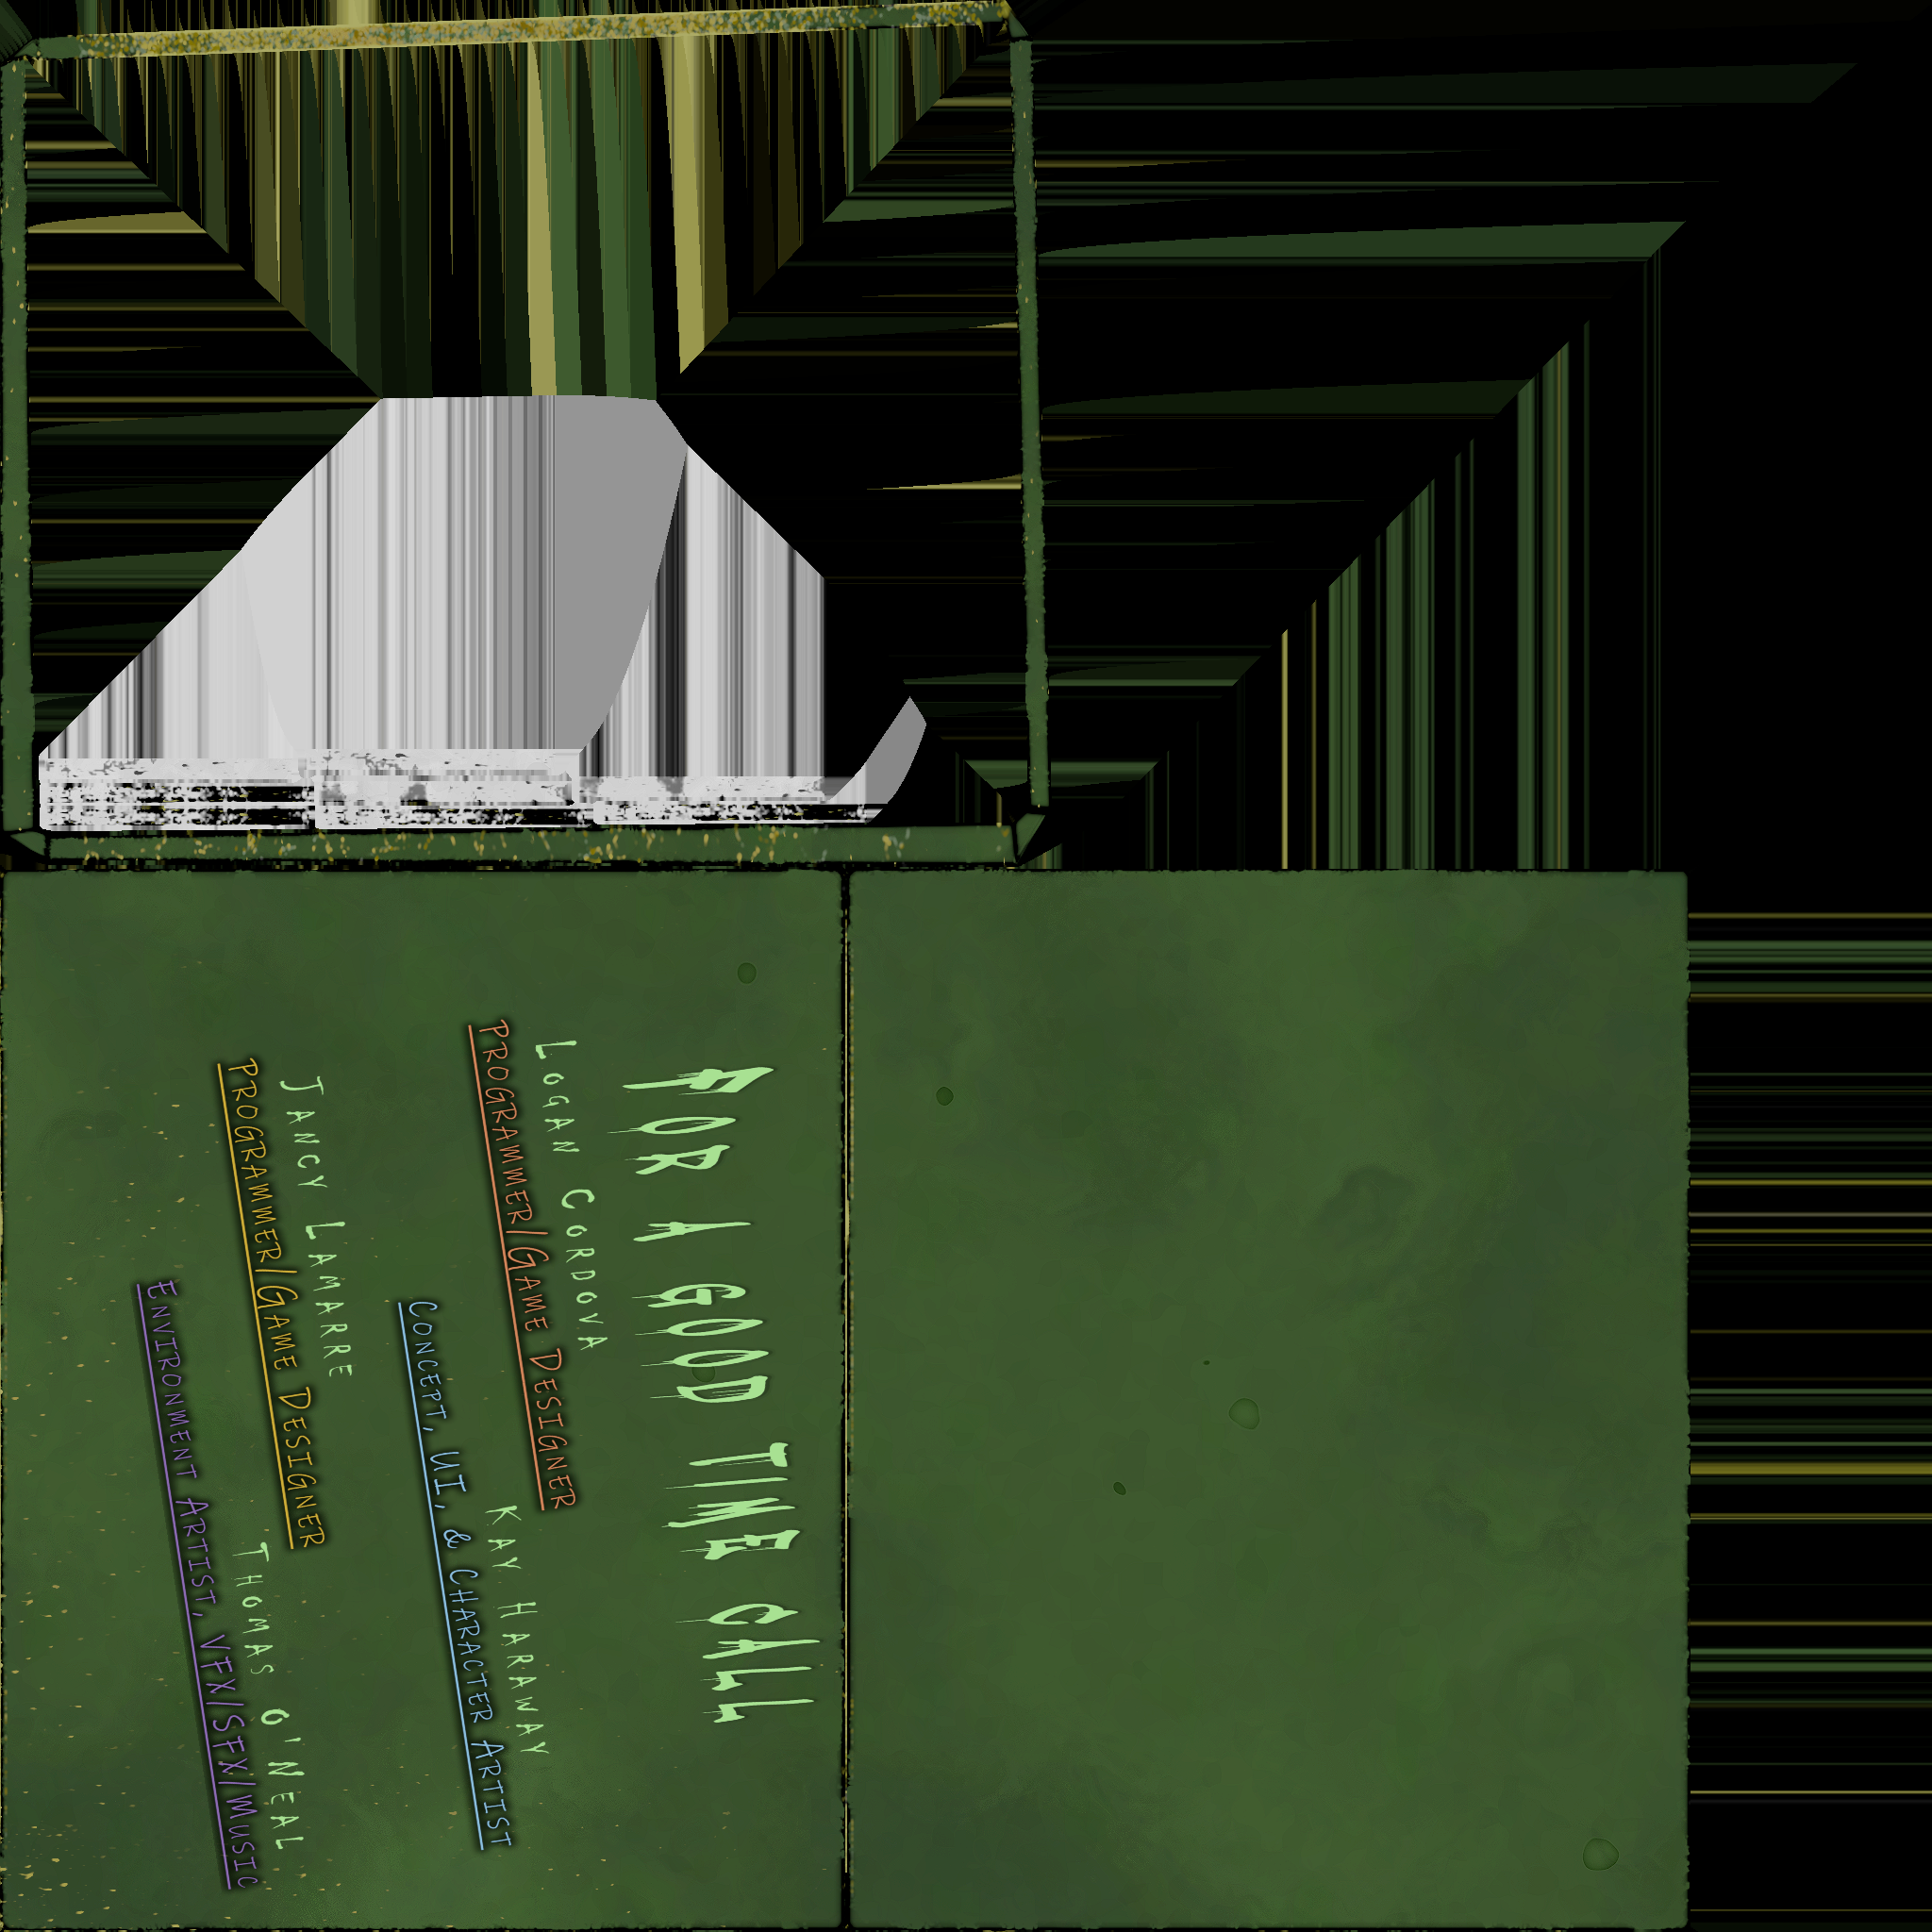 FOR A GOOD TIME CALL
LOGAN CORDOVA
PROGRAMMER/GAME DESIGNER
KAY HARAWAY
CONCEPT, UI, & CHARACTER ARTIST
JANCY LAMARRE
PROGRAMMER/GAME DESIGNER
THOMAS O'NEAL
ENVIRONMENT ARTIST, VFX/SFX/MUSIC